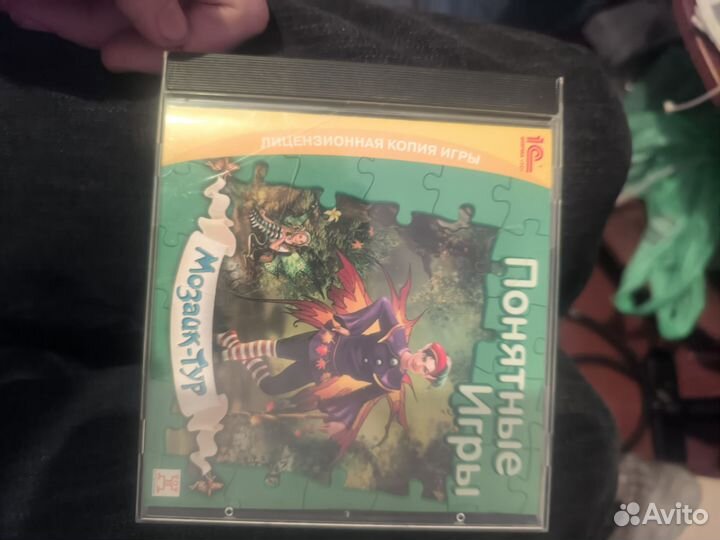 Понятные
Игры
ЛИЦЕНЗИОННАЯ КОПИЯ ИГРЫ
1С
Мозаик-Тур
Avito